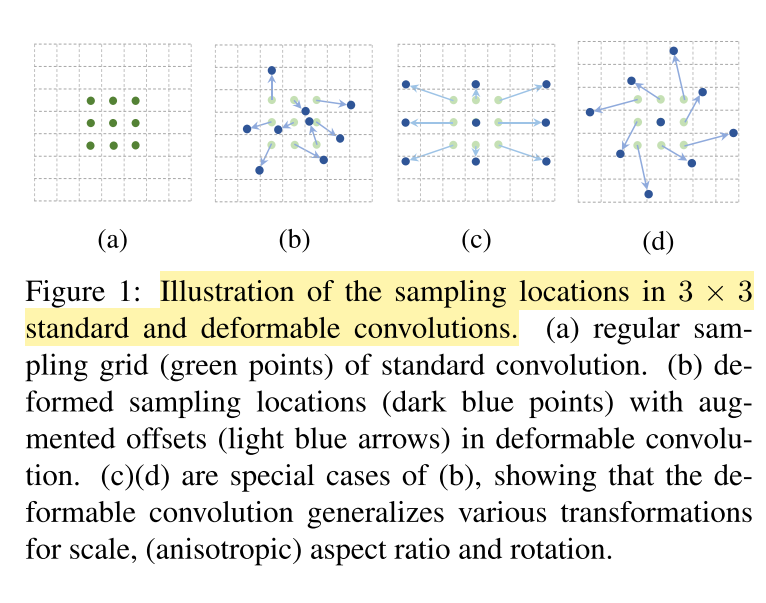 (a) (b) (c) (d)
Figure 1: Illustration of the sampling locations in 3 × 3
standard and deformable convolutions. (a) regular sam-
pling grid (green points) of standard convolution. (b) de-
formed sampling locations (dark blue points) with aug-
mented offsets (light blue arrows) in deformable convolu-
tion. (c)(d) are special cases of (b), showing that the de-
formable convolution generalizes various transformations
for scale, (anisotropic) aspect ratio and rotation.